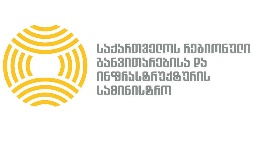 საქართველოს რეგიონული
განვითარებისა და
ინფრასტრუქტურის
სამინისტრო